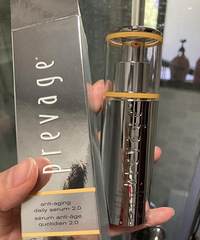 prevage®
anti-aging
daily serum 2.0
sérum anti-âge
quotidien 2.0